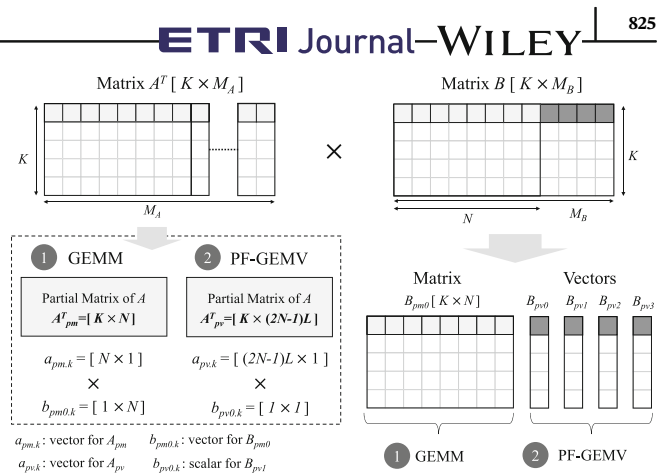 ETRI Journal-WILEY 825
Matrix Aᵀ [ K × M_A ]
Matrix B [ K × M_B ]
K
×
K
M_A
N
M_B
1 GEMM
2 PF-GEMV
Partial Matrix of A
Aᵀ_pm=[ K × N ]
Partial Matrix of A
Aᵀ_pv=[ K × (2N-1)L ]
a_pm.k = [ N × 1 ]
×
b_pm0.k = [ 1 × N ]
a_pv.k = [ (2N-1)L × 1 ]
×
b_pv0.k = [ 1 × 1 ]
a_pm.k : vector for A_pm
b_pm0.k : vector for B_pm0
a_pv.k : vector for A_pv
b_pv0.k : scalar for B_pv1
Matrix
B_pm0 [ K × N ]
Vectors
B_pv0 B_pv1 B_pv2 B_pv3
1 GEMM
2 PF-GEMV